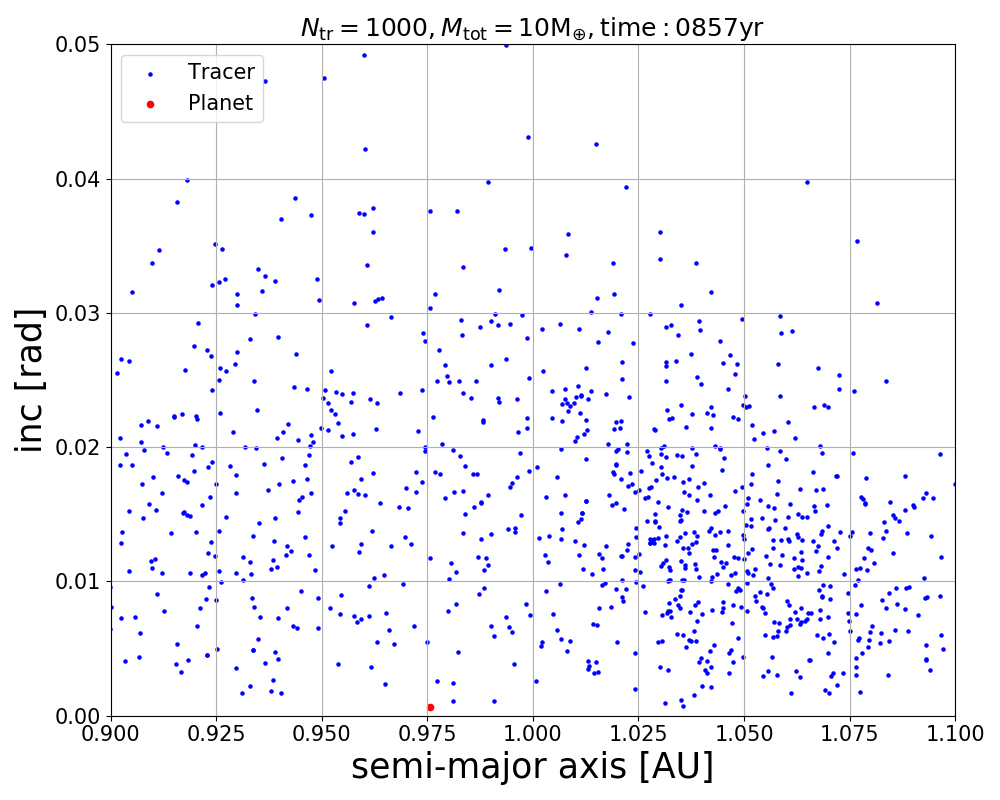 N_tr = 1000, M_tot = 10M_⊕, time : 0857yr
Tracer
Planet
0.05
0.04
0.03
0.02
0.01
0.00
inc [rad]
0.900 0.925 0.950 0.975 1.000 1.025 1.050 1.075 1.100
semi-major axis [AU]